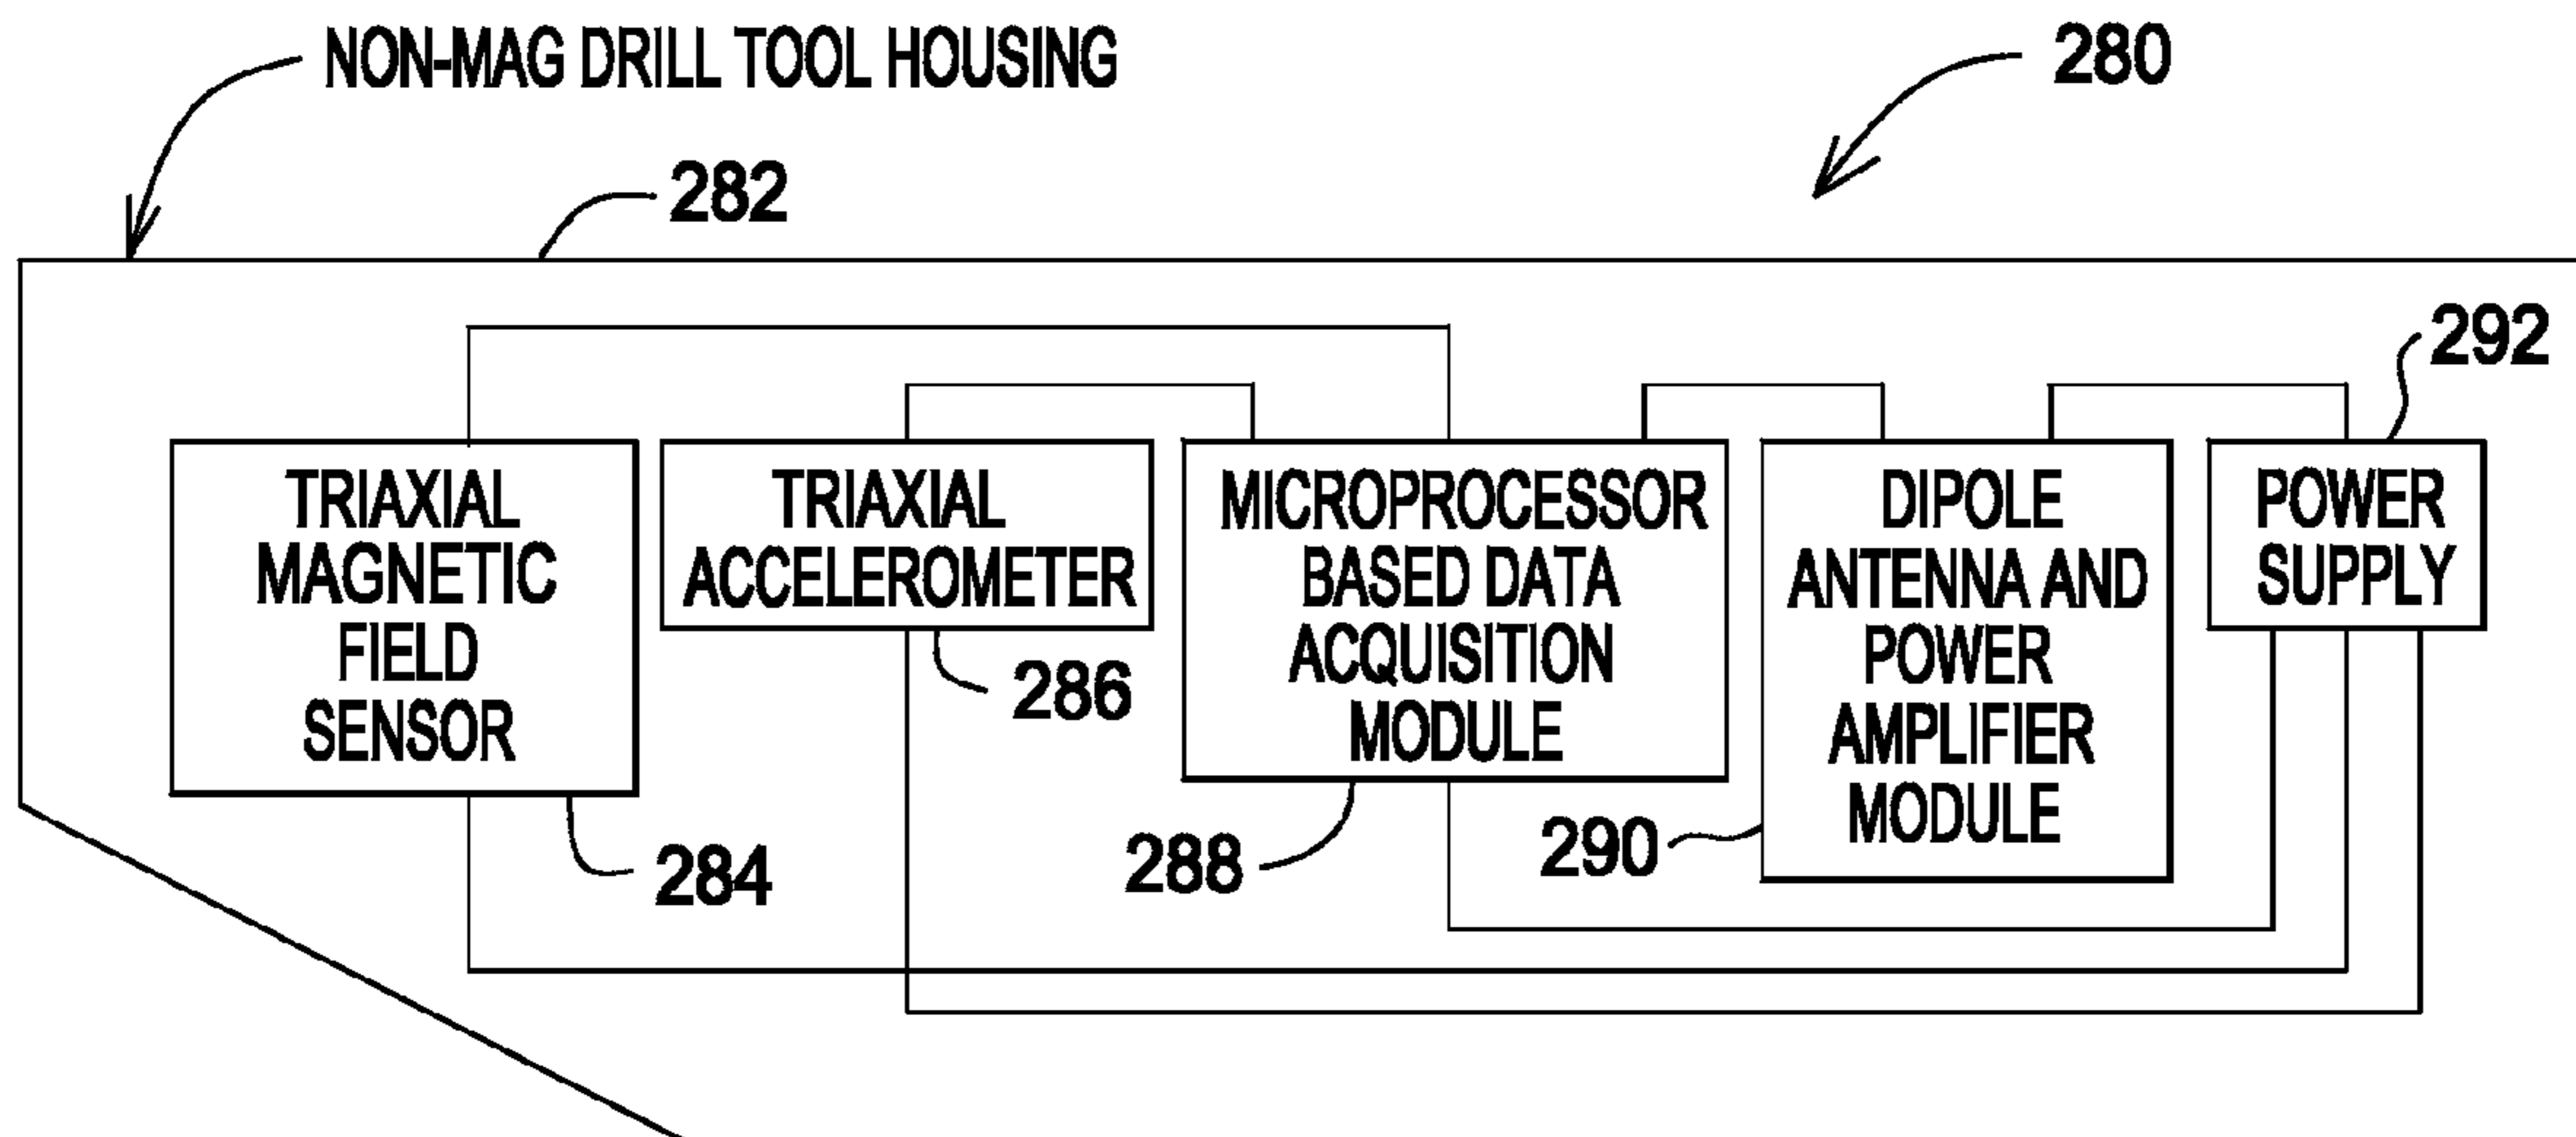 NON-MAG DRILL TOOL HOUSING
280
282
292
TRIAXIAL
MAGNETIC
FIELD
SENSOR
284
TRIAXIAL
ACCELEROMETER
286
MICROPROCESSOR
BASED DATA
ACQUISITION
MODULE
288
DIPOLE
ANTENNA AND
POWER
AMPLIFIER
MODULE
290
POWER
SUPPLY